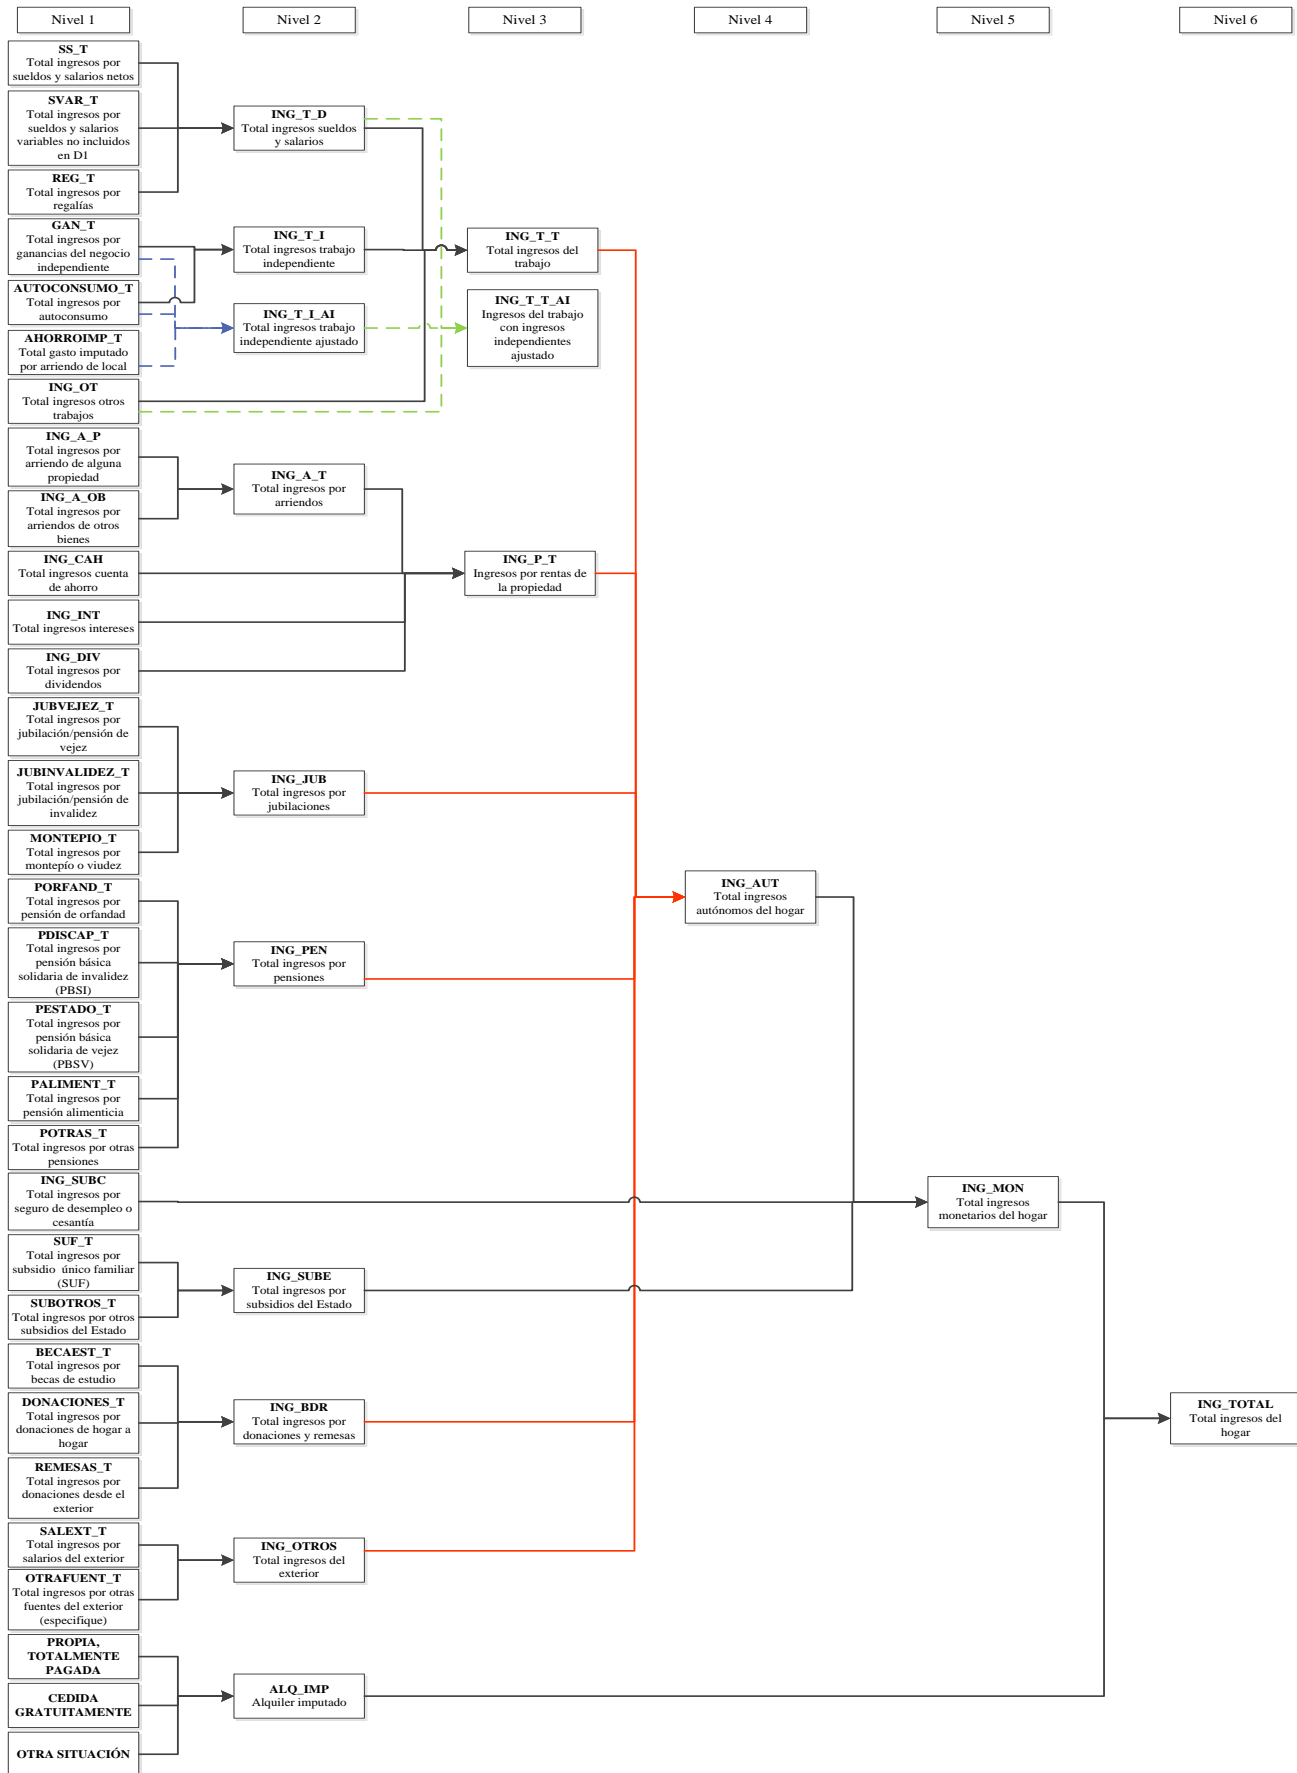 Nivel 1
Nivel 2
Nivel 3
Nivel 4
Nivel 5
Nivel 6
SS_T
Total ingresos por
sueldos y salarios netos
SVAR_T
Total ingresos por
sueldos y salarios
variables no incluidos
en D1
REG_T
Total ingresos por
regalías
GAN_T
Total ingresos por
ganancias del negocio
independiente
AUTOCONSUMO_T
Total ingresos por
autoconsumo
AHORROIMP_T
Total gasto imputado
por arriendo de local
ING_OT
Total ingresos otros
trabajos
ING_A_P
Total ingresos por
arriendo de alguna
propiedad
ING_A_OB
Total ingresos por
arriendos de otros
bienes
ING_CAH
Total ingresos cuenta
de ahorro
ING_INT
Total ingresos intereses
ING_DIV
Total ingresos por
dividendos
JUBVEJEZ_T
Total ingresos por
jubilación/pensión de
vejez
JUBINVALIDEZ_T
Total ingresos por
jubilación/pensión de
invalidez
MONTEPIO_T
Total ingresos por
montepío o viudez
PORFAND_T
Total ingresos por
pensión de orfandad
PDISCAP_T
Total ingresos por
pensión básica
solidaria de invalidez
(PBSI)
PESTADO_T
Total ingresos por
pensión básica
solidaria de vejez
(PBSV)
PALIMENT_T
Total ingresos por
pensión alimenticia
POTRAS_T
Total ingresos por otras
pensiones
ING_SUBC
Total ingresos por
seguro de desempleo o
cesantía
SUF_T
Total ingresos por
subsidio único familiar
(SUF)
SUBOTROS_T
Total ingresos por otros
subsidios del Estado
BECAEST_T
Total ingresos por
becas de estudio
DONACIONES_T
Total ingresos por
donaciones de hogar a
hogar
REMESAS_T
Total ingresos por
donaciones desde el
exterior
SALEXT_T
Total ingresos por
salarios del exterior
OTRAFUENT_T
Total ingresos por otras
fuentes del exterior
(especifique)
PROPIA,
TOTALMENTE
PAGADA
CEDIDA
GRATUITAMENTE
OTRA SITUACIÓN
ING_T_D
Total ingresos sueldos
y salarios
ING_T_I
Total ingresos trabajo
independiente
ING_T_I_AI
Total ingresos trabajo
independiente ajustado
ING_A_T
Total ingresos por
arriendos
ING_JUB
Total ingresos por
jubilaciones
ING_PEN
Total ingresos por
pensiones
ING_SUBE
Total ingresos por
subsidios del Estado
ING_BDR
Total ingresos por
donaciones y remesas
ING_OTROS
Total ingresos del
exterior
ALQ_IMP
Alquiler imputado
ING_T_T
Total ingresos del
trabajo
ING_T_T_AI
Ingresos del trabajo
con ingresos
independientes
ajustado
ING_P_T
Ingresos por rentas de
la propiedad
ING_AUT
Total ingresos
autónomos del hogar
ING_MON
Total ingresos
monetarios del hogar
ING_TOTAL
Total ingresos del
hogar